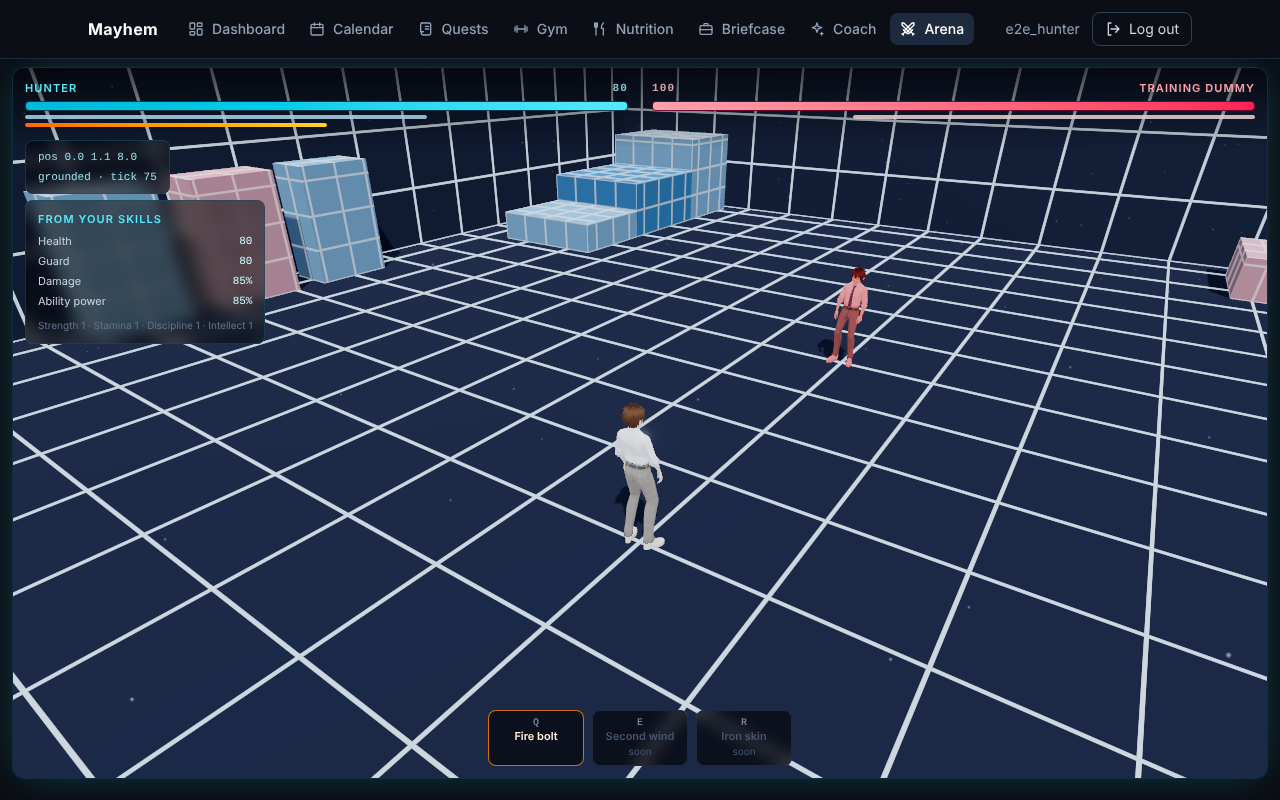 Mayhem Dashboard Calendar Quests Gym Nutrition Briefcase Coach Arena e2e_hunter Log out
HUNTER 80 100 TRAINING DUMMY
pos 0.0 1.1 8.0
grounded · tick 75
FROM YOUR SKILLS
Health 80
Guard 80
Damage 85%
Ability power 85%
Strength 1 · Stamina 1 · Discipline 1 · Intellect 1
Q E R
Fire bolt Second wind Iron skin
soon soon